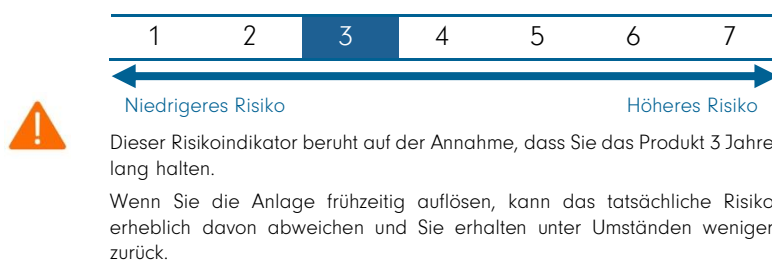 1 2 3 4 5 6 7
Niedrigeres Risiko Höheres Risiko
Dieser Risikoindikator beruht auf der Annahme, dass Sie das Produkt 3 Jahre
lang halten.
Wenn Sie die Anlage frühzeitig auflösen, kann das tatsächliche Risiko
erheblich davon abweichen und Sie erhalten unter Umständen weniger
zurück.